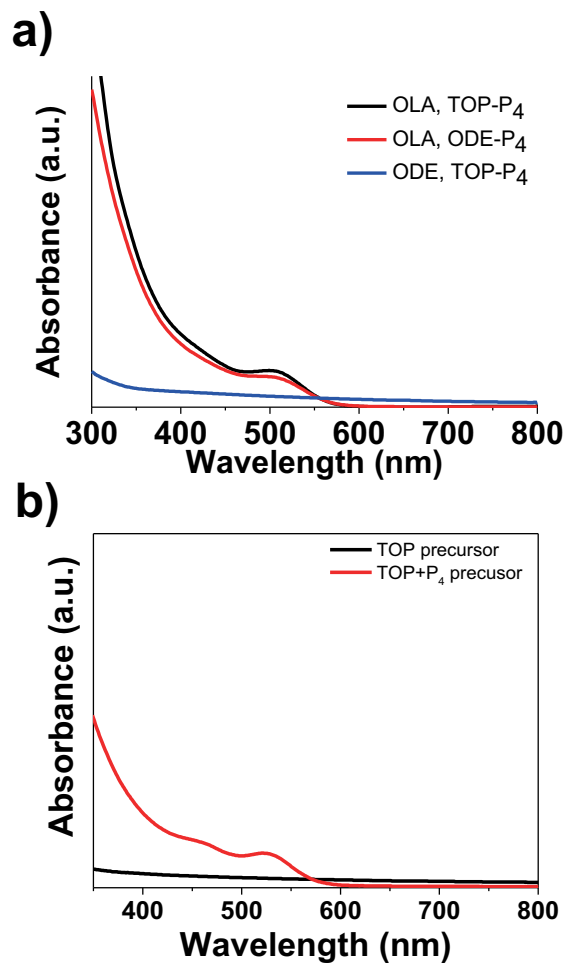 a)
Absorbance (a.u.)
OLA, TOP-P₄
OLA, ODE-P₄
ODE, TOP-P₄
300 400 500 600 700 800
Wavelength (nm)
b)
Absorbance (a.u.)
TOP precursor
TOP+P₄ precusor
400 500 600 700 800
Wavelength (nm)